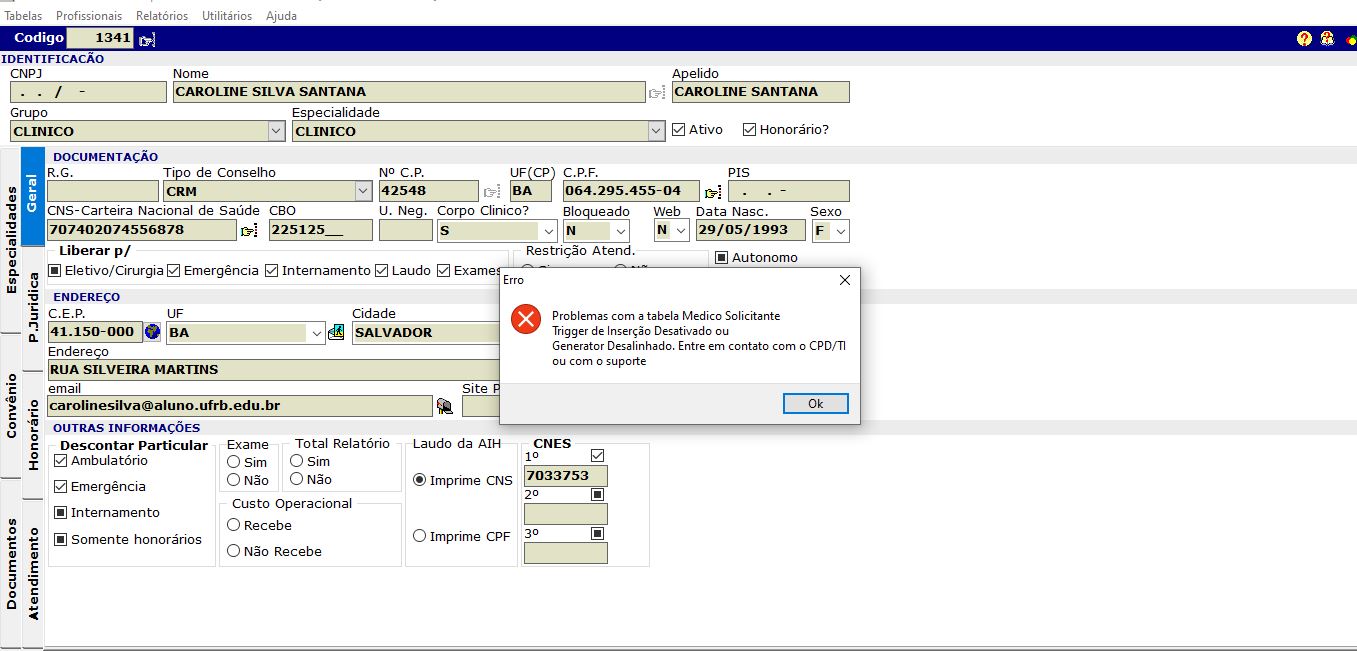 Tabelas Profissionais Relatórios Utilitários Ajuda
Codigo 1341
IDENTIFICACÃO
CNPJ Nome Apelido
. . / - CAROLINE SILVA SANTANA CAROLINE SANTANA
Grupo Especialidade
CLINICO CLINICO Ativo Honorário?
DOCUMENTAÇÃO
R.G. Tipo de Conselho Nº C.P. UF(CP) C.P.F. PIS
CRM 42548 BA 064.295.455-04 . . -
CNS-Carteira Nacional de Saúde CBO U. Neg. Corpo Clinico? Bloqueado Web Data Nasc. Sexo
707402074556878 225125__ S N N 29/05/1993 F
Liberar p/ Restrição Atend.
Eletivo/Cirurgia Emergência Internamento Laudo Exames Autonomo
Especialidades
Convênio
Documentos
Geral
P.Juridica
Honorário
Atendimento
ENDEREÇO
C.E.P. UF Cidade
41.150-000 BA SALVADOR
Endereço
RUA SILVEIRA MARTINS
email Site P
carolinesilva@aluno.ufrb.edu.br
Erro
Problemas com a tabela Medico Solicitante
Trigger de Inserção Desativado ou
Generator Desalinhado. Entre em contato com o CPD/TI
ou com o suporte
Ok
OUTRAS INFORMAÇÕES
Descontar Particular Exame Total Relatório Laudo da AIH CNES
Ambulatório Sim Sim 1º
Emergência Não Não Imprime CNS 7033753
2º
Internamento Custo Operacional
Recebe
Somente honorários Imprime CPF 3º
Não Recebe